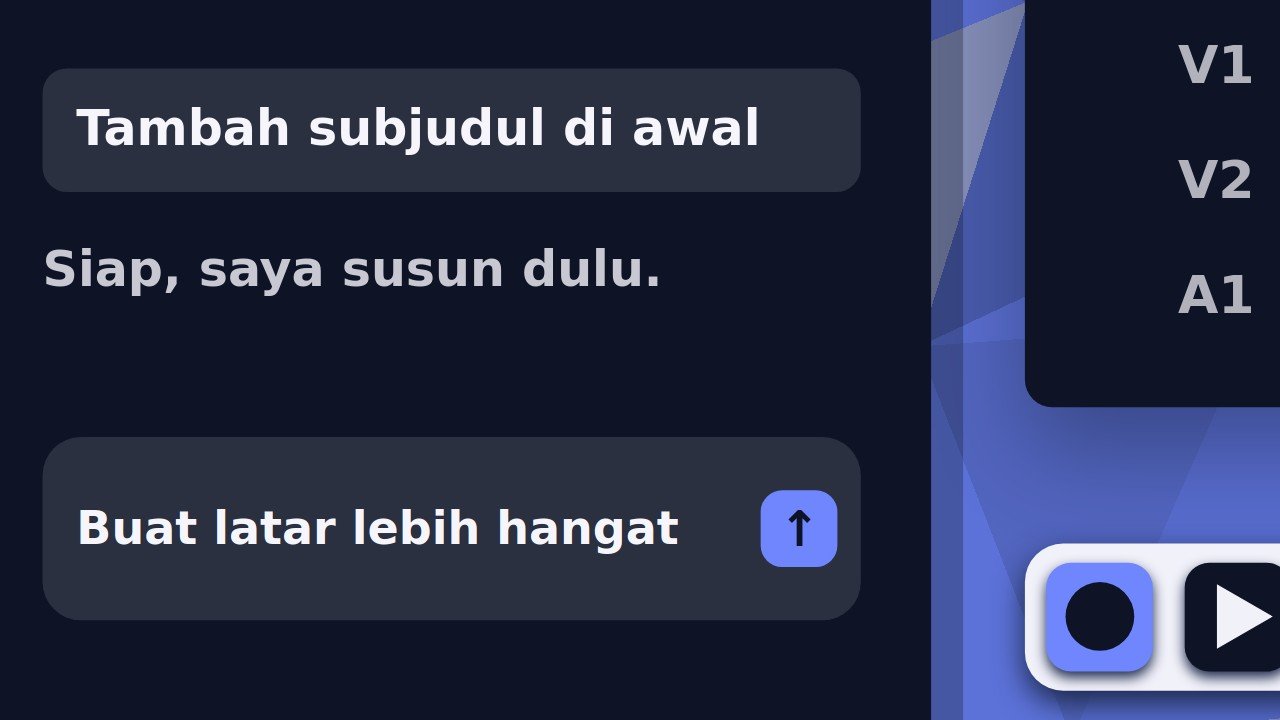 Tambah subjudul di awal
Siap, saya susun dulu.
Buat latar lebih hangat
↑
V1
V2
A1